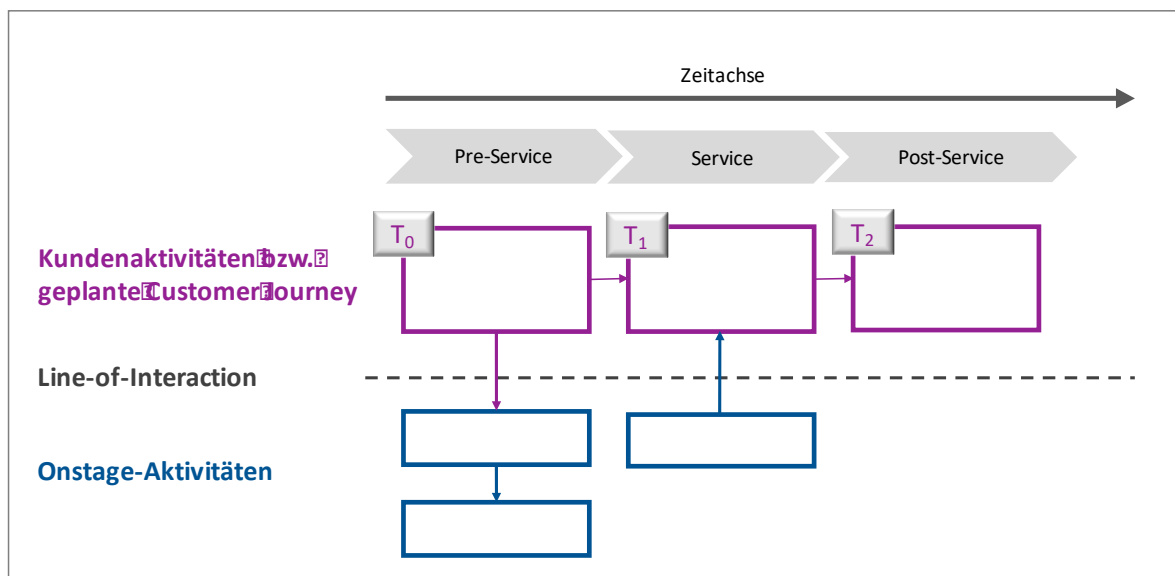 Zeitachse
Pre-Service
Service
Post-Service
T₀
T₁
T₂
Kundenaktivitäten bzw.
geplante Customer Journey
Line-of-Interaction
Onstage-Aktivitäten